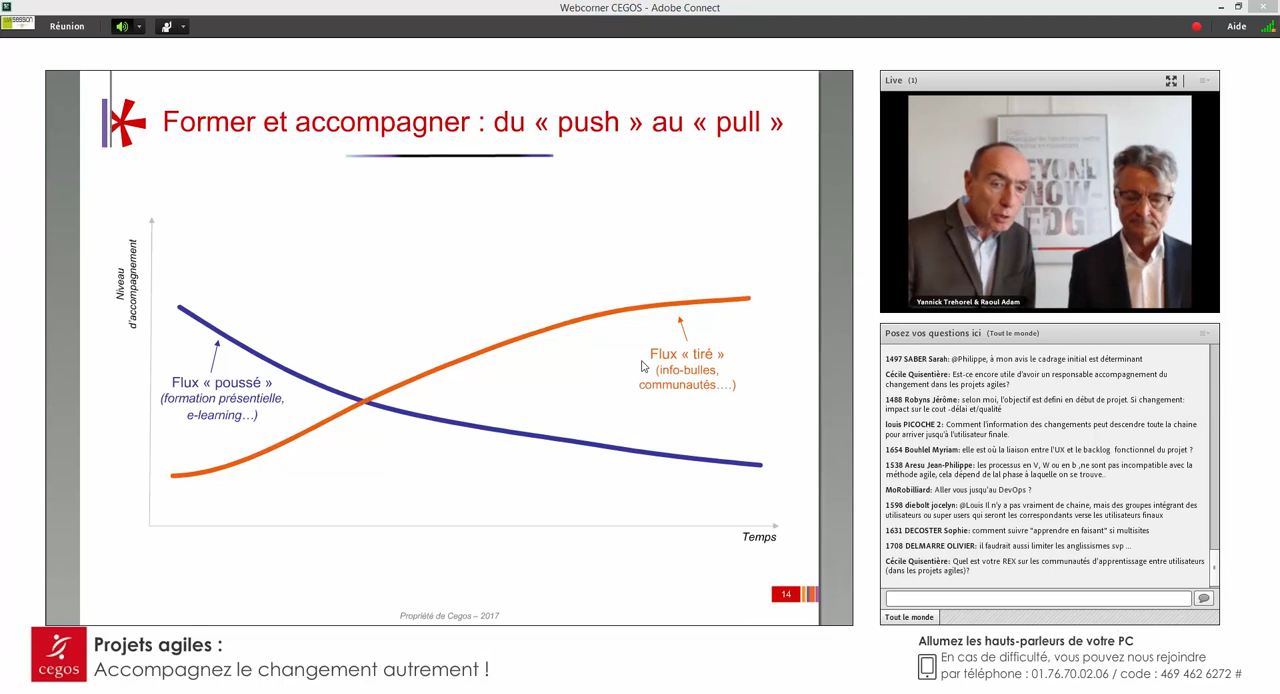 Webcorner CEGOS - Adobe Connect
Réunion
Aide
Former et accompagner : du « push » au « pull »
Niveau
d'accompagnement
Flux « poussé »
(formation présentielle,
e-learning…)
Flux « tiré »
(info-bulles,
communautés….)
Temps
14
Propriété de Cegos – 2017
Live (1)
BEYOND
KNOW-
LEDGE
Yannick Trehorel & Raoul Adam
Posez vos questions ici (Tout le monde)
1497 SABER Sarah: @Philippe, à mon avis le cadrage initial est déterminant
Cécile Quisentière: Est-ce encore utile d'avoir un responsable accompagnement du
changement dans les projets agiles?
1488 Robyns Jérôme: selon moi, l'objectif est defini en début de projet. Si changement:
impact sur le cout -délai et/qualité
louis PICOCHE 2: Comment l'information des changements peut descendre toute la chaine
pour arriver jusqu'à l'utilisateur finale.
1654 Bouhlel Myriam: elle est où la liaison entre l'UX et le backlog fonctionnel du projet ?
1538 Aresu Jean-Philippe: les processus en V, W ou en b ,ne sont pas incompatible avec la
méthode agile, cela dépend de lal phase à laquelle on se trouve..
MoRobilliard: Aller vous jusqu'au DevOps ?
1598 diebolt jocelyn: @Louis Il n'y a pas vraiment de chaine, mais des groupes intégrant des
utilisateurs ou super users qui seront les correspondants verse les utilisateurs finaux
1631 DECOSTER Sophie: comment suivre "apprendre en faisant" si multisites
1708 DELMARRE OLIVIER: il faudrait aussi limiter les anglissismes svp ...
Cécile Quisentière: Quel est votre REX sur les communautés d'apprentissage entre utilisateurs
(dans les projets agiles)?
Tout le monde
cegos
Projets agiles :
Accompagnez le changement autrement !
Allumez les hauts-parleurs de votre PC
En cas de difficulté, vous pouvez nous rejoindre
par téléphone : 01.76.70.02.06 / code : 469 462 6272 #